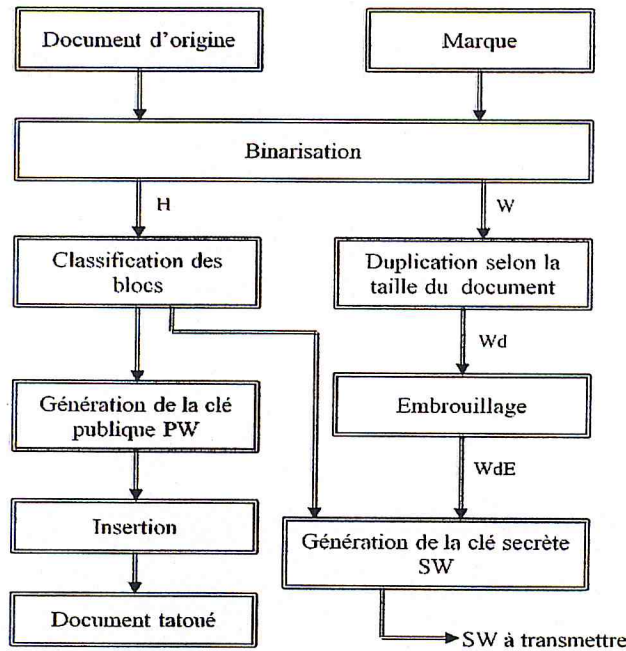 Document d'origine
Marque
Binarisation
H
W
Classification des
blocs
Duplication selon la
taille du document
Wd
Génération de la clé
publique PW
Embrouillage
WdE
Insertion
Génération de la clé secrète
SW
Document tatoué
SW à transmettre